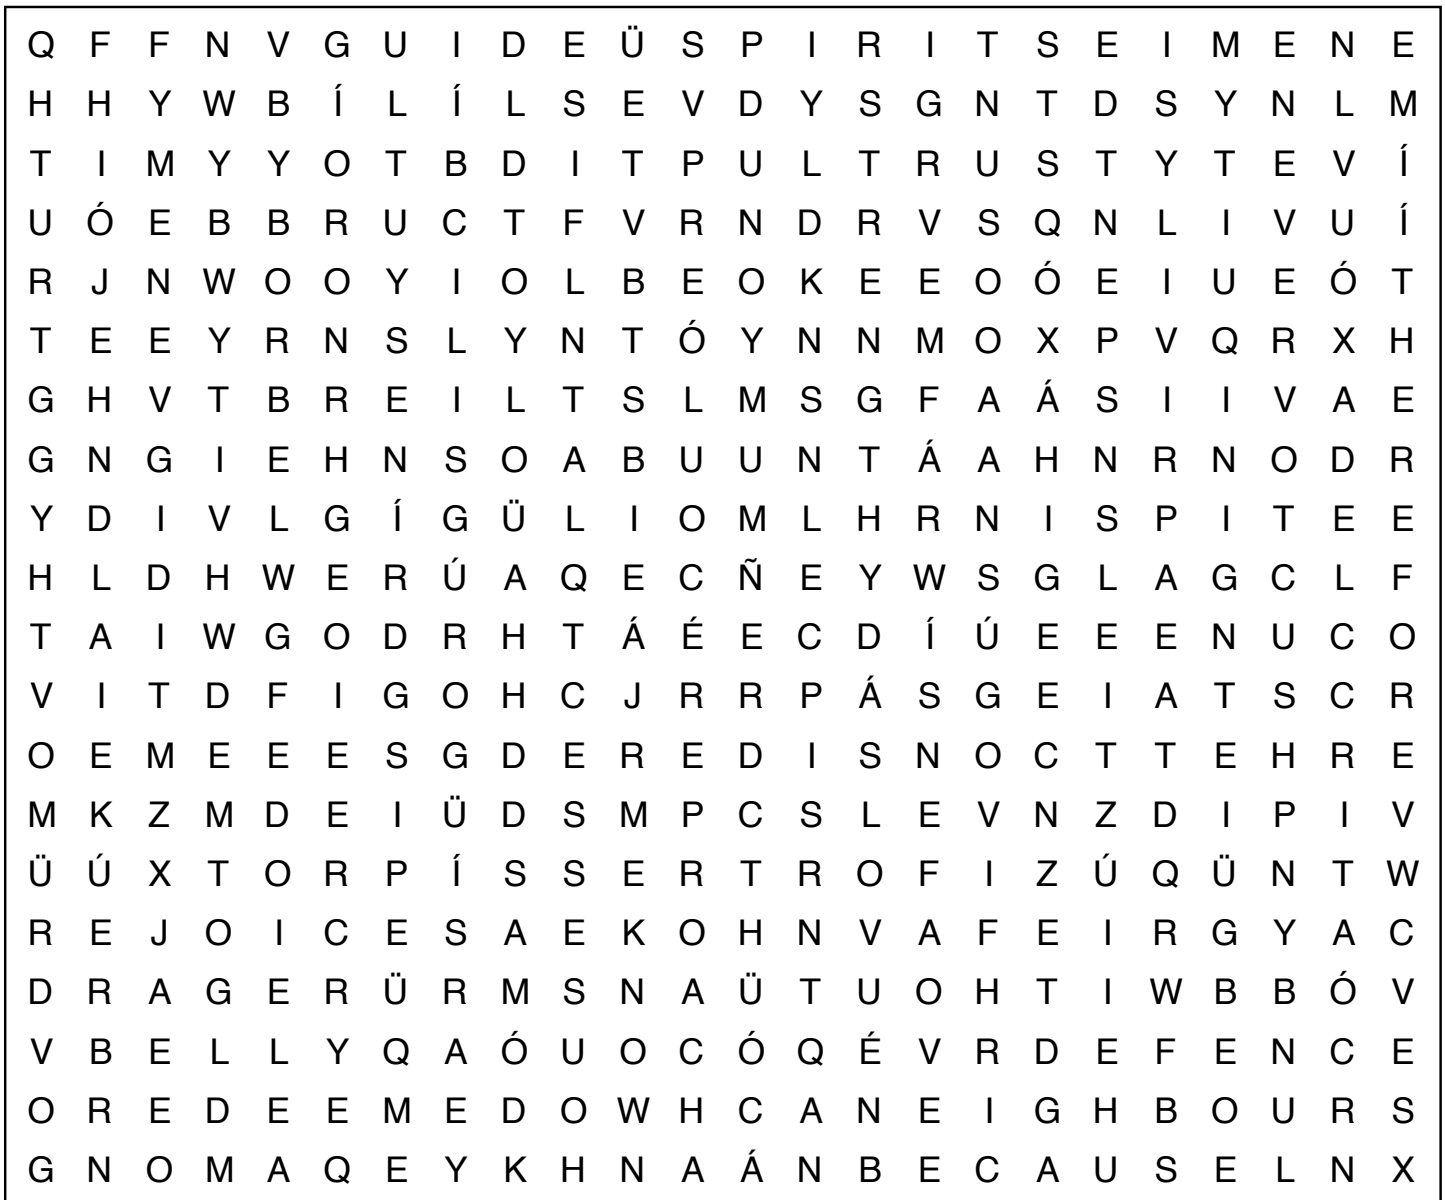 Q F F N V G U I D E Ü S P I R I T S E I M E N E
H H Y W B Í L Í L S E V D Y S G N T D S Y N L M
T I M Y Y O T B D I T P U L T R U S T Y T E V Í
U Ó E B B R U C T F V R N D R V S Q N L I V U Í
R J N W O O Y I O L B E O K E E O Ó E I U E Ó T
T E E Y R N S L Y N T Ó Y N N M O X P V Q R X H
G H V T B R E I L T S L M S G F A Á S I I V A E
G N G I E H N S O A B U U N T Á A H N R N O D R
Y D I V L G Í G Ü L I O M L H R N I S P I T E E
H L D H W E R Ú A Q E C Ñ E Y W S G L A G C L F
T A I W G O D R H T Á É E C D Í Ú E E E N U C O
V I T D F I G O H C J R R P Á S G E I A T S C R
O E M E E E S G D E R E D I S N O C T T E H R E
M K Z M D E I Ü D S M P C S L E V N Z D I P I V
Ü Ú X T O R P Í S S E R T R O F I Z Ú Q Ü N T W
R E J O I C E S A E K O H N V A F E I R G Y A C
D R A G E R Ü R M S N A Ü T U O H T I W B B Ó V
V B E L L Y Q A Ó U O C Ó Q É V R D E F E N C E
O R E D E E M E D O W H C A N E I G H B O U R S
G N O M A Q E Y K H N A Á N B E C A U S E L N X